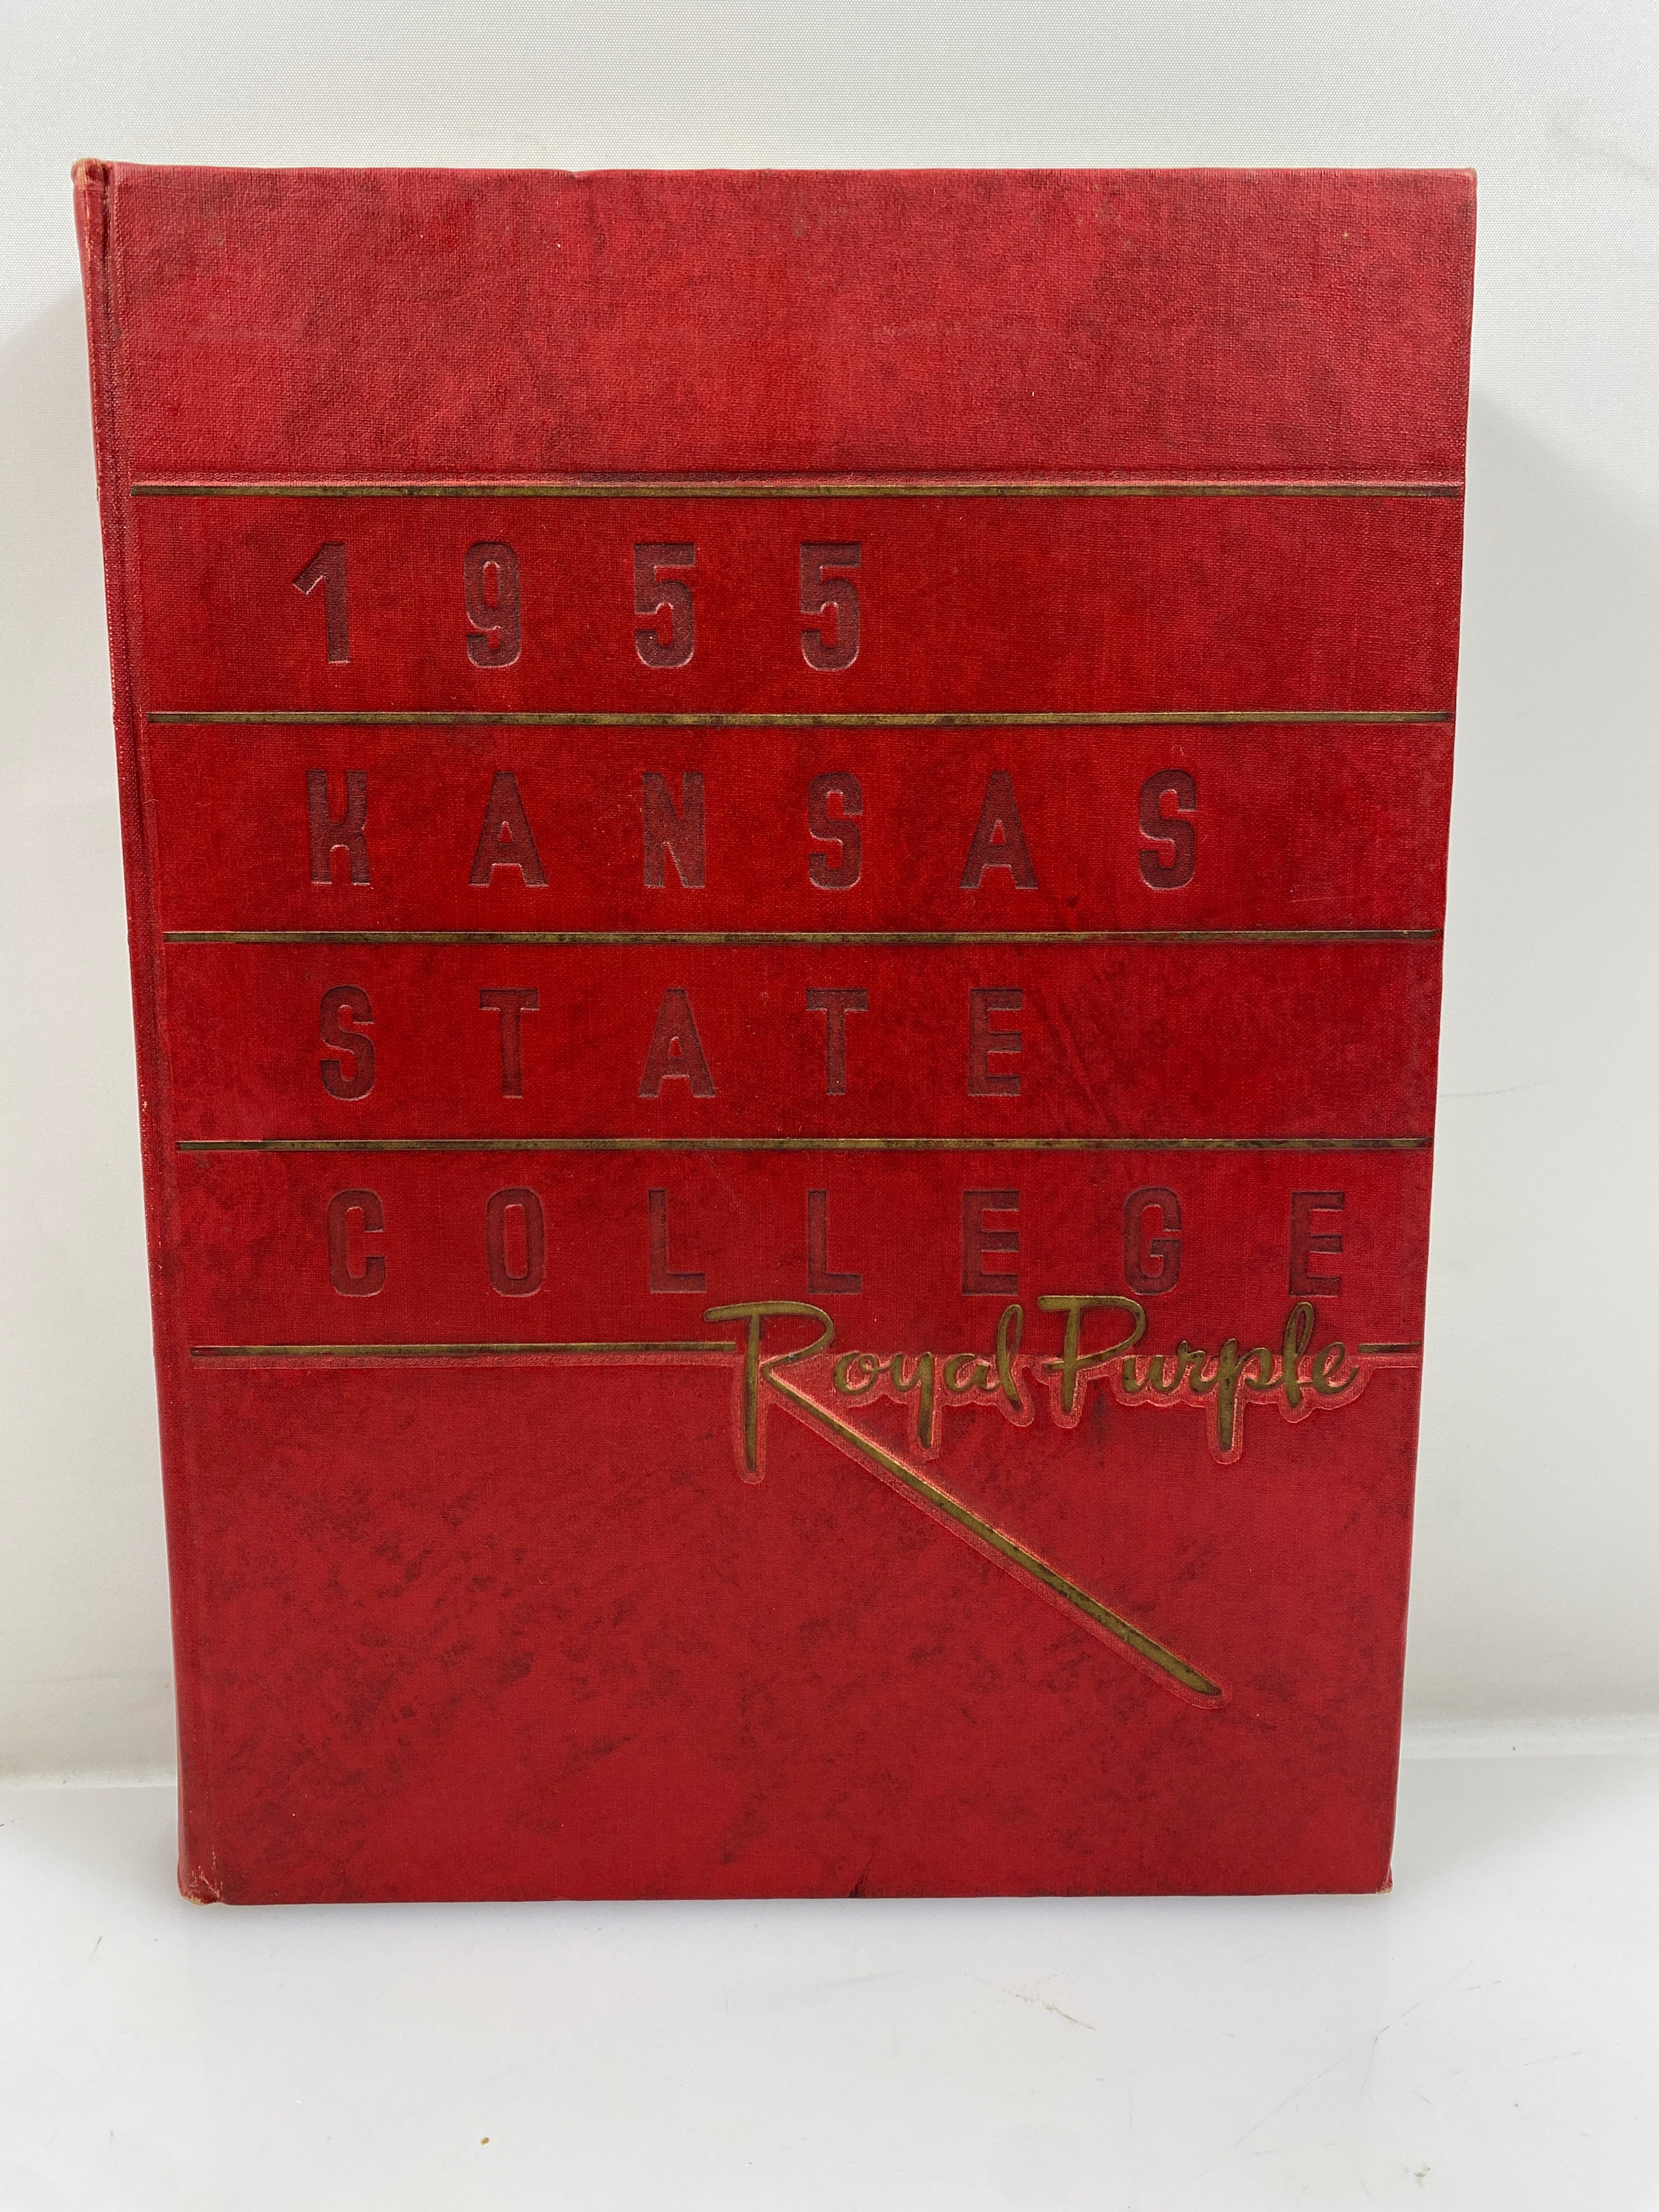 1955
KANSAS
STATE
COLLEGE
Royal Purple